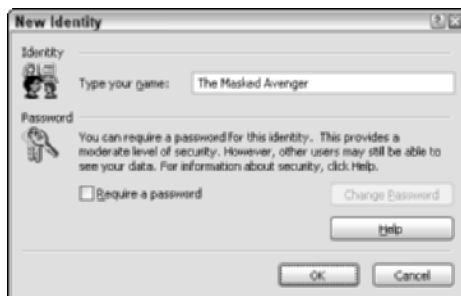 New Identity
Identity
Type your name: The Masked Avenger
Password
You can require a password for this identity. This provides a
moderate level of security. However, other users may still be able to
see your data. For information about security, click Help.
Require a password Change Password
Help
OK Cancel